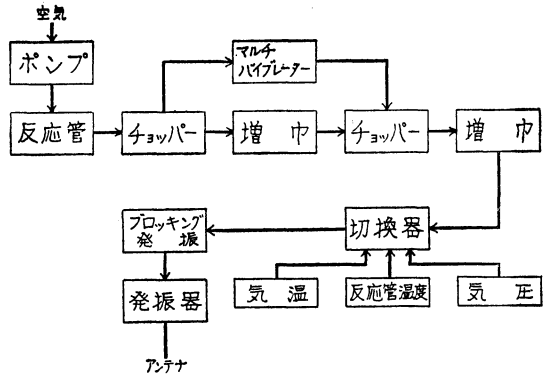 空気
ポンプ
マルチ
バイブレーター
反応管
チョッパー
増巾
チョッパー
増巾
ブロッキング
発振
切換器
発振器
気温
反応管温度
気圧
アンテナ